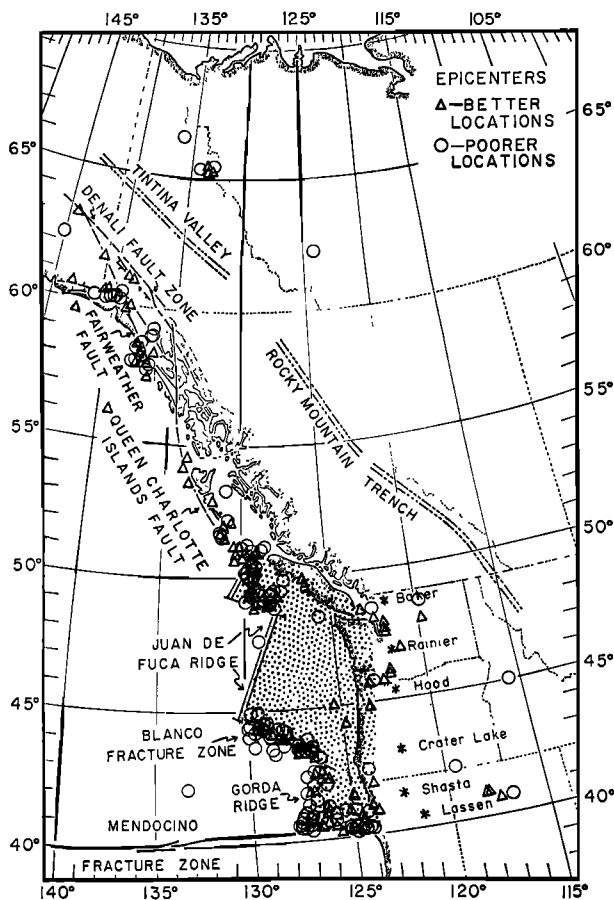 145° 135° 125° 115° 105°
EPICENTERS
△—BETTER
LOCATIONS
○—POORER
LOCATIONS
65°
65°
TINTINA VALLEY
DENALI FAULT ZONE
60°
60°
FAIRWEATHER
FAULT
ROCKY MOUNTAIN
TRENCH
55°
55°
QUEEN CHARLOTTE
ISLANDS FAULT
50°
50°
Baker
JUAN DE
FUCA RIDGE
Rainier
Hood
45°
45°
BLANCO
FRACTURE ZONE
Crater Lake
GORDA
RIDGE
Shasta
Lassen
40°
MENDOCINO
40°
FRACTURE ZONE
140° 135° 130° 125° 120° 115°